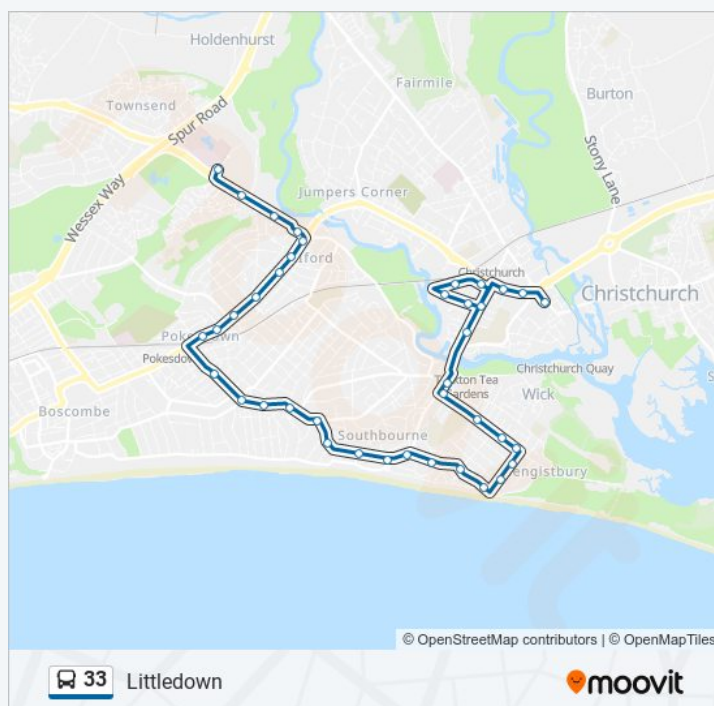 Holdenhurst
Townsend
Spur Road
Fairmile
Burton
Stony Lane
Wessex Way
Jumpers Corner
Christchurch
Christchurch
Pokesdown
Boscombe
Christchurch Quay
Wick
Southbourne
© OpenStreetMap contributors | © OpenMapTiles
33 Littledown
moovit